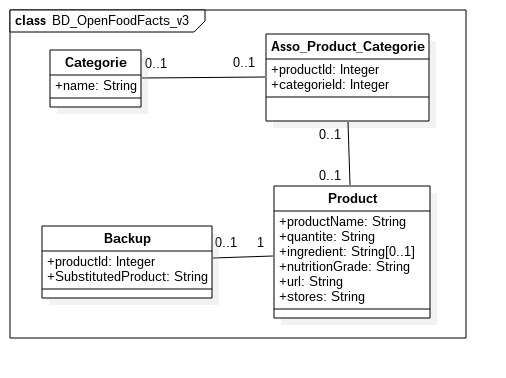 class BD_OpenFoodFacts_v3
Categorie
+name: String
0..1
0..1
Asso_Product_Categorie
+productId: Integer
+categorieId: Integer
0..1
0..1
Product
+productName: String
+quantite: String
+ingredient: String[0..1]
+nutritionGrade: String
+url: String
+stores: String
Backup
+productId: Integer
+SubstitutedProduct: String
0..1
1